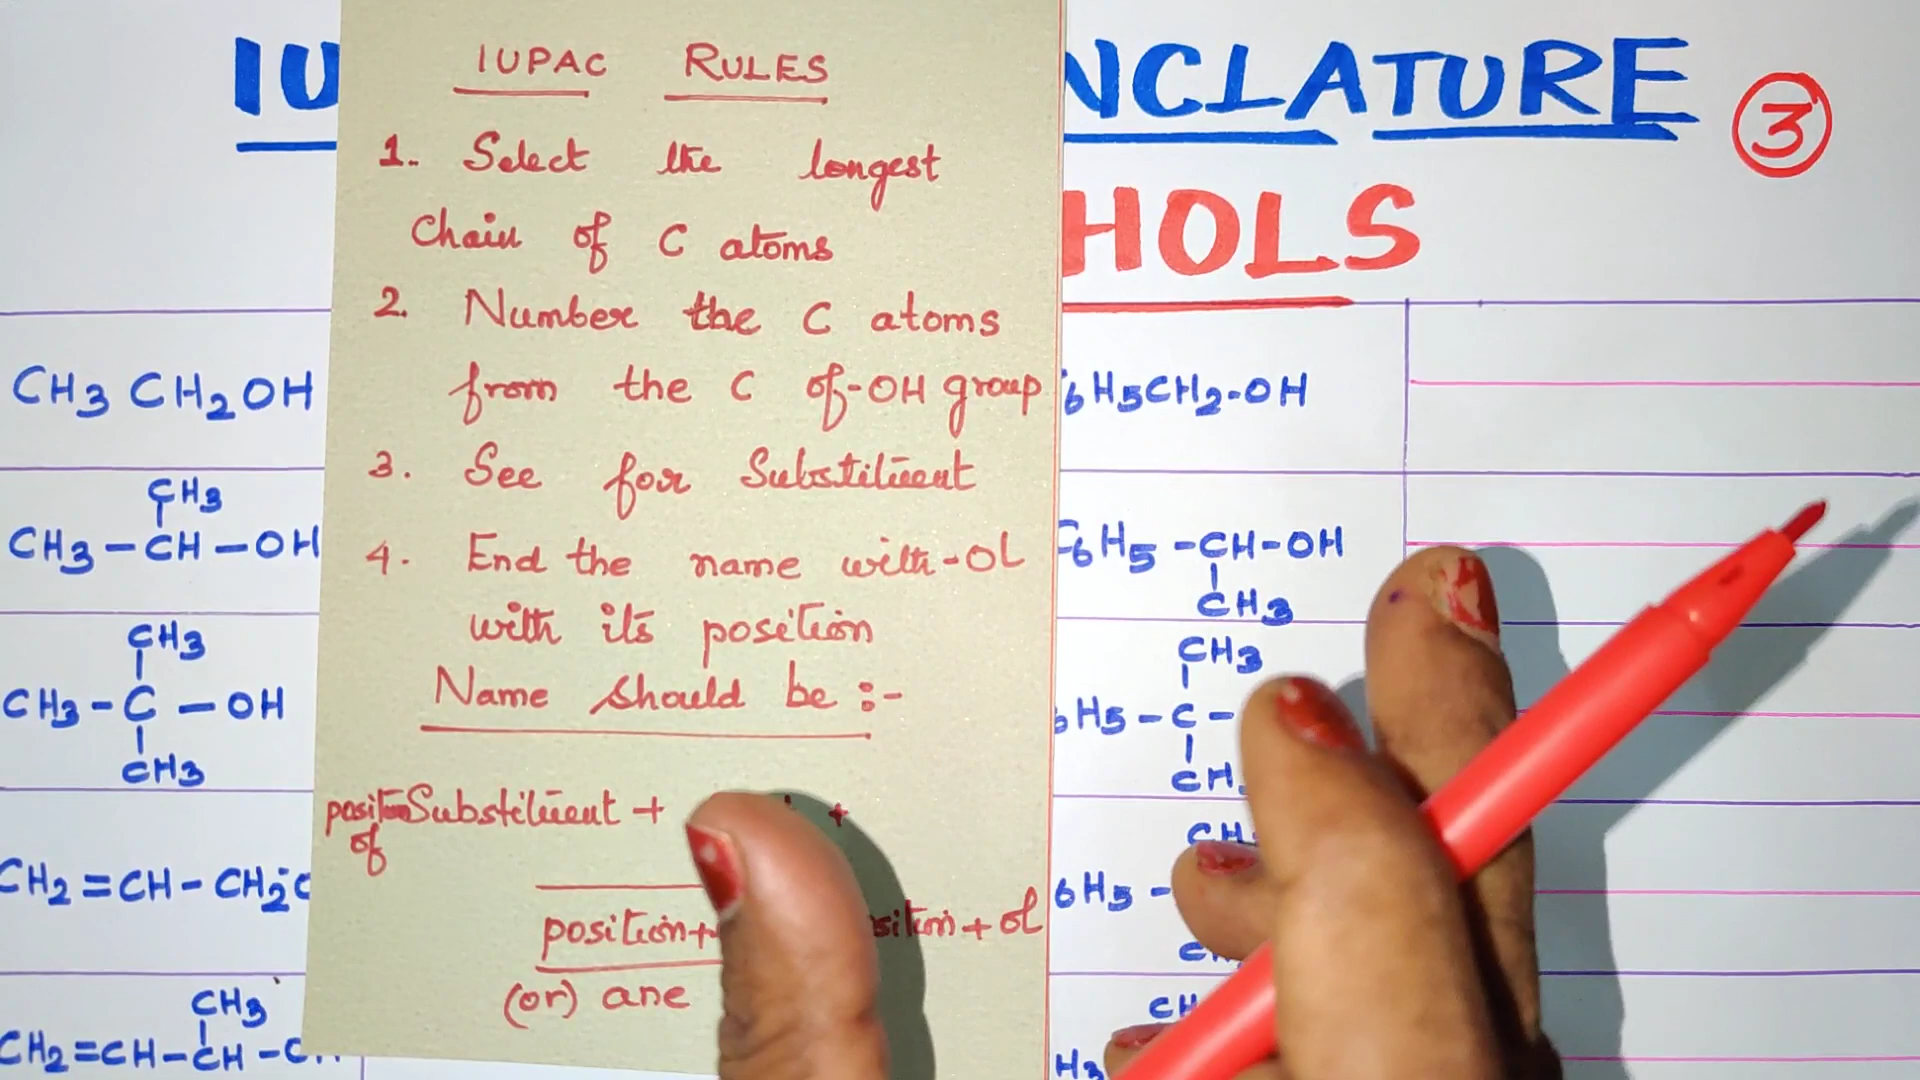 IUPAC RULES
1. Select the longest
Chain of C atoms
2. Number the C atoms
from the C of -OH group
3. See for Substituent
4. End the name with -OL
with its position
Name should be :-
position Substituent +
of
+
position+
+ ol
(or) ane
NCLATURE
3
HOLS
CH3 CH2OH
CH3
CH3 - CH - OH
CH3
CH3 - C - OH
CH3
CH2 = CH - CH2
CH3
CH2 = CH - CH -
6H5CH2-OH
6H5 - CH - OH
CH3
CH3
H5 - C -
CH
6H5 -
CH
H3